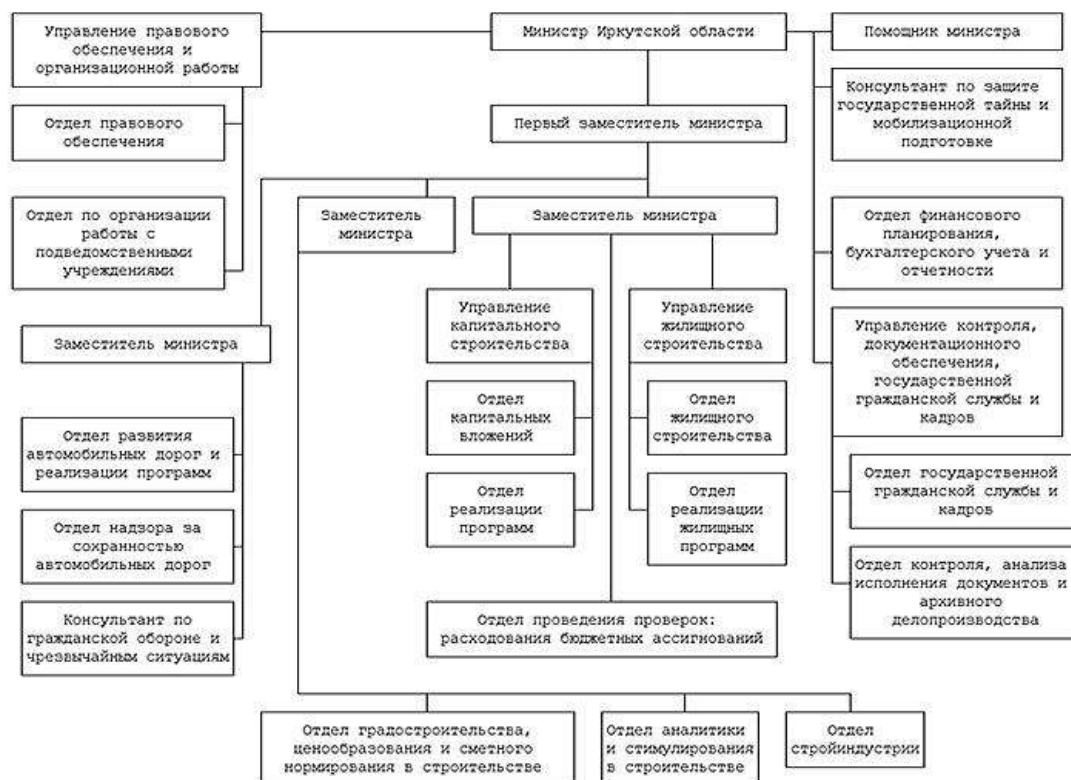 Управление правового
обеспечения и
организационной работы
Министр Иркутской области
Помощник министра
Консультант по защите
государственной тайны и
мобилизационной
подготовке
Отдел правового
обеспечения
Первый заместитель министра
Отдел по организации
работы с
подведомственными
учреждениями
Заместитель
министра
Заместитель министра
Отдел финансового
планирования,
бухгалтерского учета и
отчетности
Заместитель министра
Управление
капитального
строительства
Управление
жилищного
строительства
Управление контроля,
документационного
обеспечения,
государственной
гражданской службы и
кадров
Отдел развития
автомобильных дорог и
реализации программ
Отдел
капитальных
вложений
Отдел
жилищного
строительства
Отдел государственной
гражданской службы и
кадров
Отдел надзора за
сохранностью
автомобильных дорог
Отдел
реализации
программ
Отдел
реализации
жилищных
программ
Отдел контроля, анализа
исполнения документов и
архивного
делопроизводства
Консультант по
гражданской обороне и
чрезвычайным ситуациям
Отдел проведения проверок:
расходования бюджетных ассигнований
Отдел градостроительства,
ценообразования и сметного
нормирования в строительстве
Отдел аналитики
и стимулирования
в строительстве
Отдел
стройиндустрии